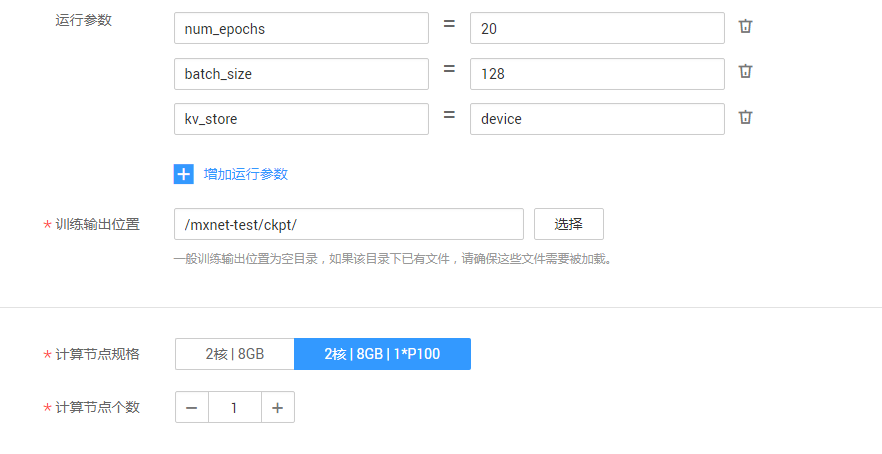 运行参数 num_epochs = 20
batch_size = 128
kv_store = device
增加运行参数
* 训练输出位置 /mxnet-test/ckpt/ 选择
一般训练输出位置为空目录，如果该目录下已有文件，请确保这些文件需要被加载。
* 计算节点规格 2核 | 8GB 2核 | 8GB | 1*P100
* 计算节点个数 − 1 +